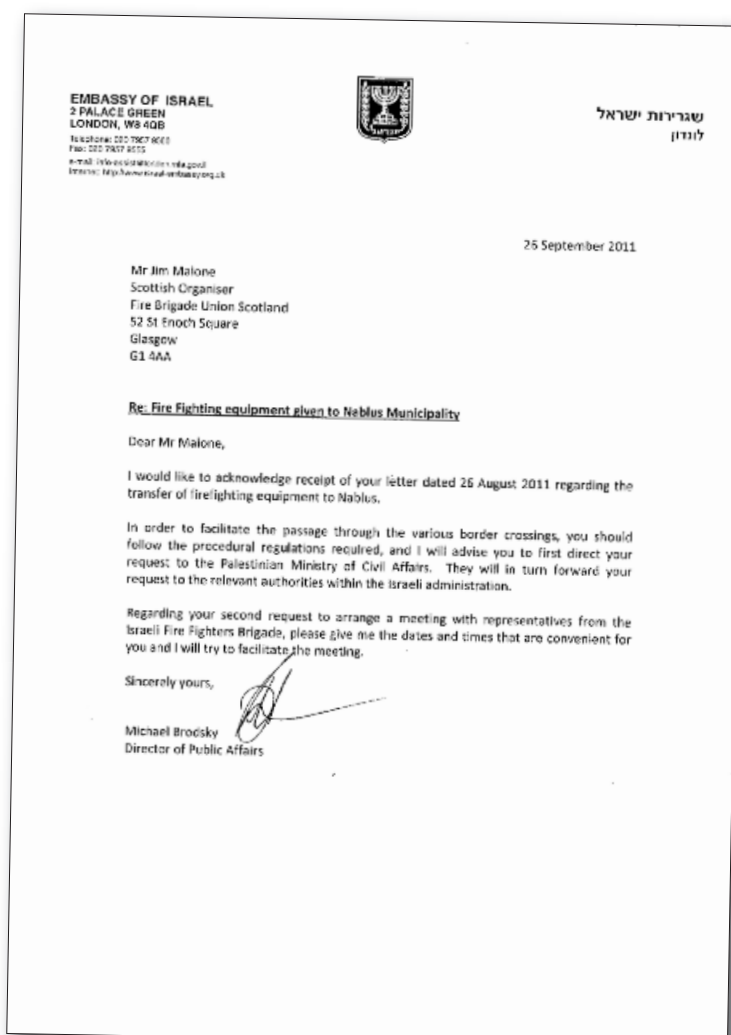 EMBASSY OF ISRAEL
2 PALACE GREEN
LONDON, W8 4QB
שגרירות ישראל
לונדון
26 September 2011
Mr Jim Malone
Scottish Organiser
Fire Brigade Union Scotland
52 St Enoch Square
Glasgow
G1 4AA
Re: Fire Fighting equipment given to Nablus Municipality
Dear Mr Malone,
I would like to acknowledge receipt of your letter dated 26 August 2011 regarding the
transfer of firefighting equipment to Nablus.
In order to facilitate the passage through the various border crossings, you should
follow the procedural regulations required, and I will advise you to first direct your
request to the Palestinian Ministry of Civil Affairs. They will in turn forward your
request to the relevant authorities within the Israeli administration.
Regarding your second request to arrange a meeting with representatives from the
Israeli Fire Fighters Brigade, please give me the dates and times that are convenient for
you and I will try to facilitate the meeting.
Sincerely yours,
Michael Brodsky
Director of Public Affairs